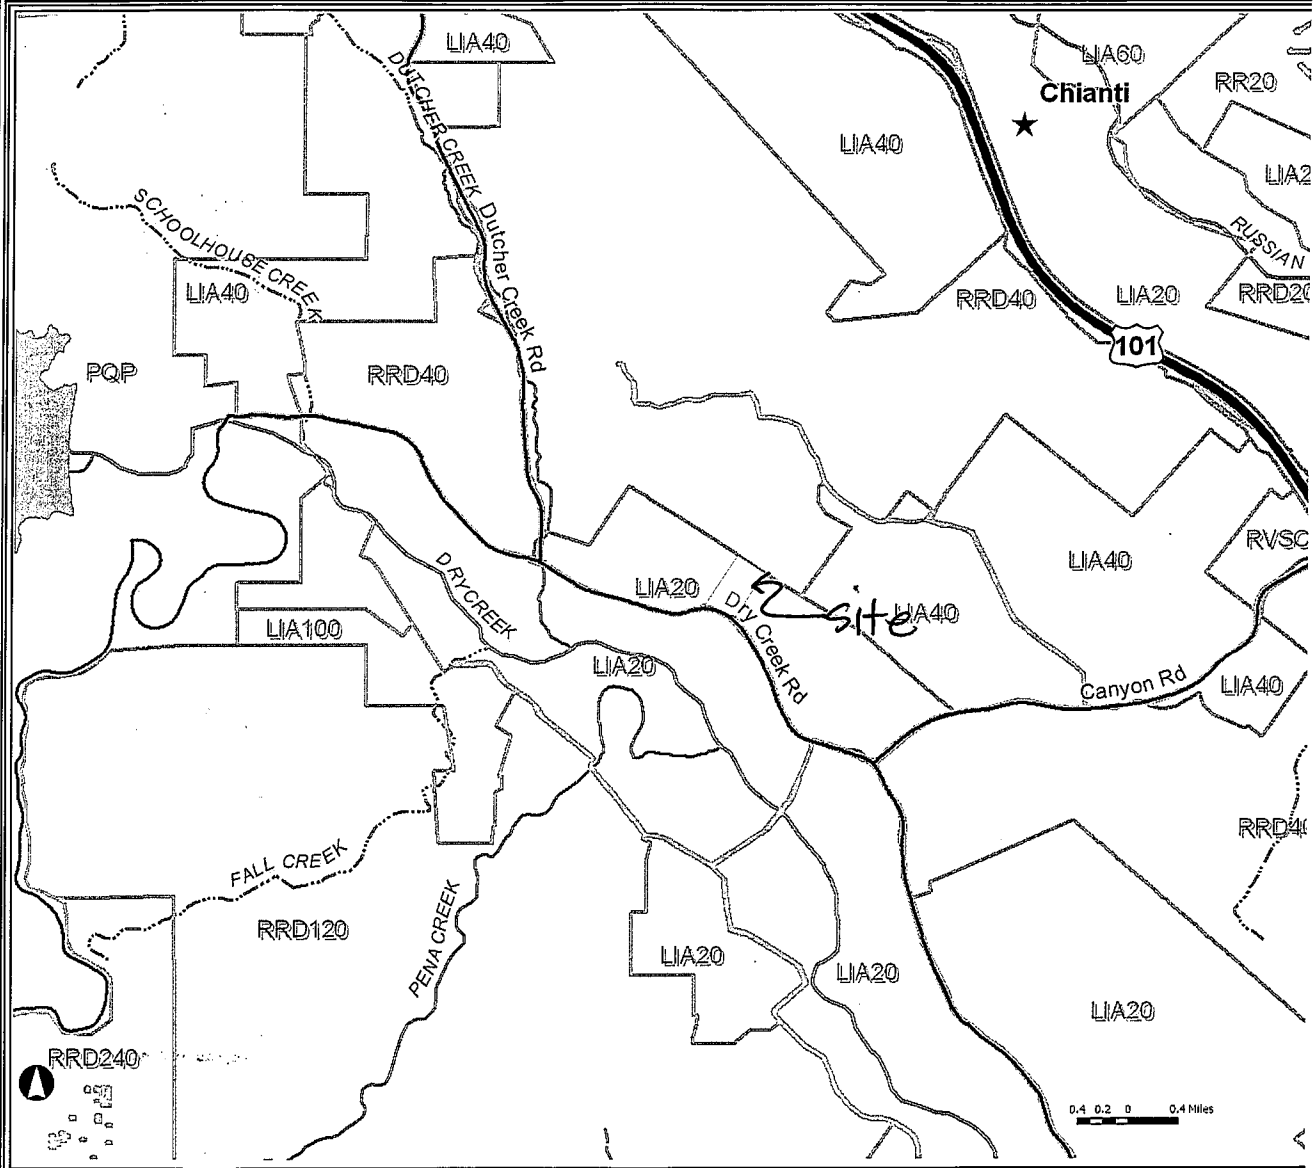 LIA40
LIA60
Chianti
RR20
LIA40
LIA2
DUTCHER CREEK
Dutcher Creek Rd
SCHOOLHOUSE CREEK
RUSSIAN
LIA40
RRD40
LIA20
RRD20
101
PQP
RRD40
LIA40
RVSC
DRY CREEK
LIA20
Dry Creek Rd
site
LIA40
LIA100
LIA20
Canyon Rd
LIA40
RRD40
FALL CREEK
RRD120
PENA CREEK
LIA20
LIA20
LIA20
RRD240
0.4 0.2 0 0.4 Miles